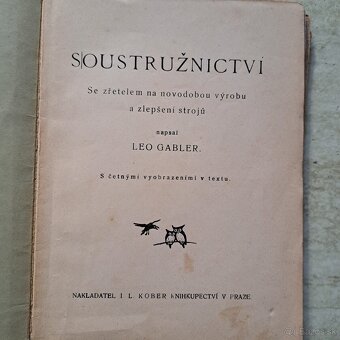 SOUSTRUŽNICTVÍ
Se zřetelem na novodobou výrobu
a zlepšení strojů
napsal
LEO GABLER.
S četnými vyobrazeními v textu.
NAKLADATEL I. L. KOBER KNIHKUPECTVÍ V PRAZE